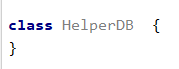 class HelperDB  {
}